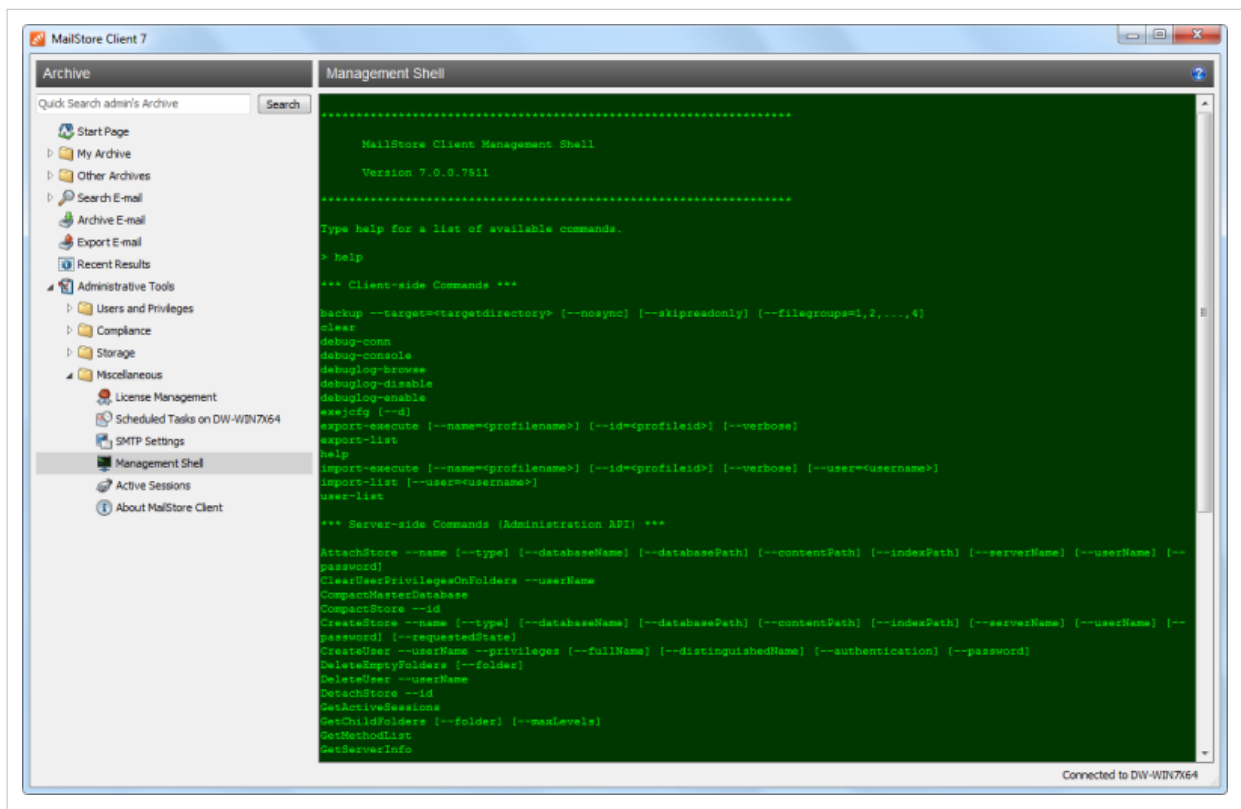 MailStore Client 7
Archive
Quick Search admin's Archive
Search
Start Page
My Archive
Other Archives
Search E-mail
Archive E-mail
Export E-mail
Recent Results
Administrative Tools
Users and Privileges
Compliance
Storage
Miscellaneous
License Management
Scheduled Tasks on DW-WIN7X64
SMTP Settings
Management Shell
Active Sessions
About MailStore Client
Management Shell
*******************************************************************
MailStore Client Management Shell
Version 7.0.0.7511
*******************************************************************
Type help for a list of available commands.
> help
*** Client-side Commands ***
backup --target=<targetdirectory> [--nosync] [--skipreadonly] [--filegroups=1,2,...,4]
clear
debug-conn
debug-console
debuglog-browse
debuglog-disable
debuglog-enable
exejcfg [--d]
export-execute [--name=<profilename>] [--id=<profileid>] [--verbose]
export-list
help
import-execute [--name=<profilename>] [--id=<profileid>] [--verbose] [--user=<username>]
import-list [--user=<username>]
user-list
*** Server-side Commands (Administration API) ***
AttachStore --name [--type] [--databaseName] [--databasePath] [--contentPath] [--indexPath] [--serverName] [--userName] [--
password]
ClearUserPrivilegesOnFolders --userName
CompactMasterDatabase
CompactStore --id
CreateStore --name [--type] [--databaseName] [--databasePath] [--contentPath] [--indexPath] [--serverName] [--userName] [--
password] [--requestedState]
CreateUser --userName --privileges [--fullName] [--distinguishedName] [--authentication] [--password]
DeleteEmptyFolders [--folder]
DeleteUser --userName
DetachStore --id
GetActiveSessions
GetChildFolders [--folder] [--maxLevels]
GetMethodList
GetServerInfo
Connected to DW-WIN7X64